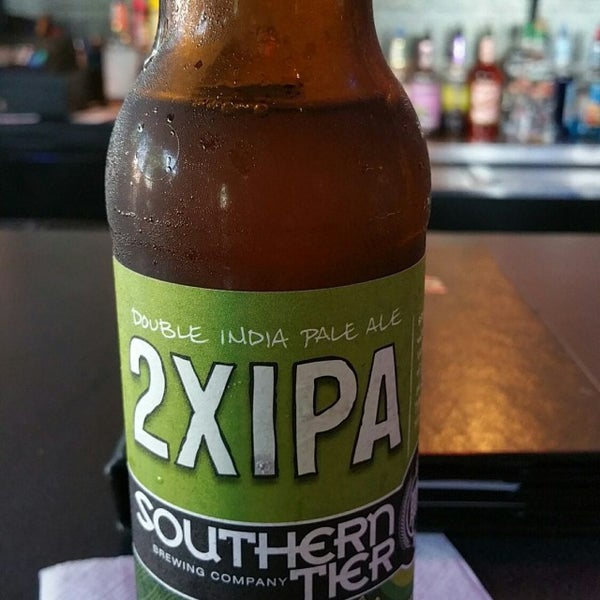 DOUBLE INDIA PALE ALE
2XIPA
SOUTHERN
BREWING COMPANY
TIER